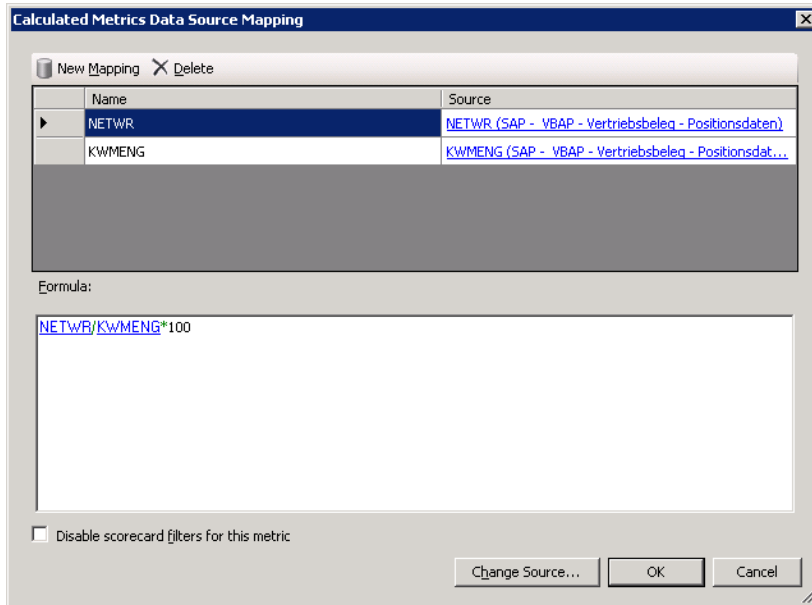 Calculated Metrics Data Source Mapping
New Mapping Delete
Name Source
NETWR NETWR (SAP - VBAP - Vertriebsbeleg - Positionsdaten)
KWMENG KWMENG (SAP - VBAP - Vertriebsbeleg - Positionsdat...
Formula:
NETWR/KWMENG*100
Disable scorecard filters for this metric
Change Source... OK Cancel